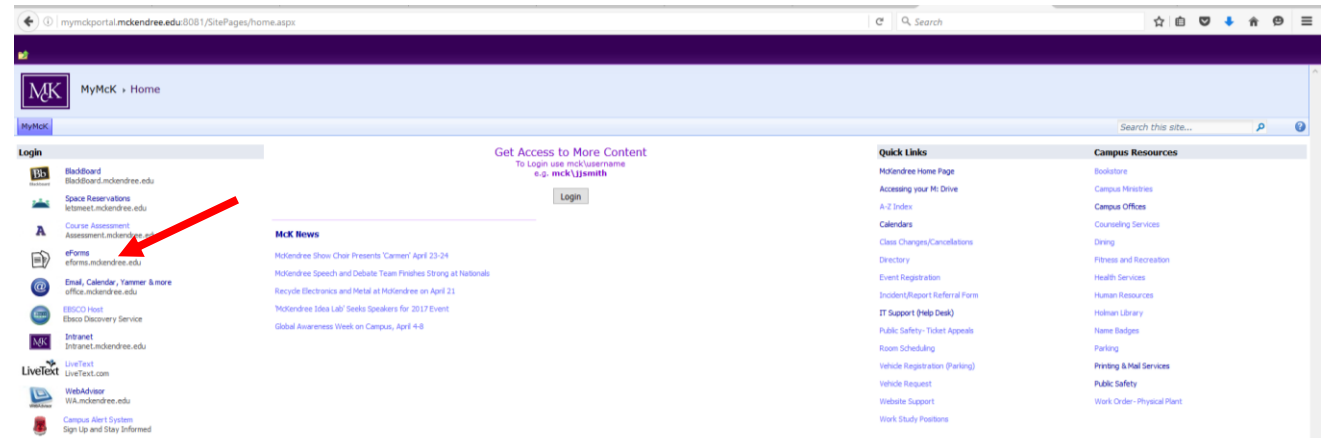 mymckportal.mckendree.edu:8081/SitePages/home.aspx
Search
MK
MyMcK › Home
MyMcK
Search this site...
Login
Bb
Blackboard
BlackBoard
BlackBoard.mckendree.edu
Space Reservations
letsmeet.mckendree.edu
A
Course Assessment
Assessment.mckendree.edu
eForms
eforms.mckendree.edu
@
Email, Calendar, Yammer & more
office.mckendree.edu
EBSCO Host
Ebsco Discovery Service
MK
Intranet
Intranet.mckendree.edu
LiveText
LiveText
LiveText.com
WebAdvisor
WebAdvisor
WA.mckendree.edu
Campus Alert System
Sign Up and Stay Informed
Get Access to More Content
To Login use mck\username
e.g. mck\jjsmith
Login
McK News
McKendree Show Choir Presents 'Carmen' April 23-24
McKendree Speech and Debate Team Finishes Strong at Nationals
Recycle Electronics and Metal at McKendree on April 21
'McKendree Idea Lab' Seeks Speakers for 2017 Event
Global Awareness Week on Campus, April 4-8
Quick Links
McKendree Home Page
Accessing your M: Drive
A-Z Index
Calendars
Class Changes/Cancellations
Directory
Event Registration
Incident/Report Referral Form
IT Support (Help Desk)
Public Safety- Ticket Appeals
Room Scheduling
Vehicle Registration (Parking)
Vehicle Request
Website Support
Work Study Positions
Campus Resources
Bookstore
Campus Ministries
Campus Offices
Counseling Services
Dining
Fitness and Recreation
Health Services
Human Resources
Holman Library
Name Badges
Parking
Printing & Mail Services
Public Safety
Work Order- Physical Plant